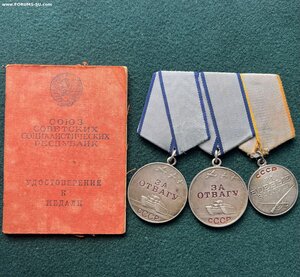 www.FORUMS-SU.com
СОЮЗ
СОВЕТСКИХ
СОЦИАЛИСТИЧЕСКИХ
РЕСПУБЛИК
УДОСТОВЕРЕНИЕ
К
МЕДАЛИ
ЗА
ОТВАГУ
СССР
ЗА
ОТВАГУ
СССР
СССР